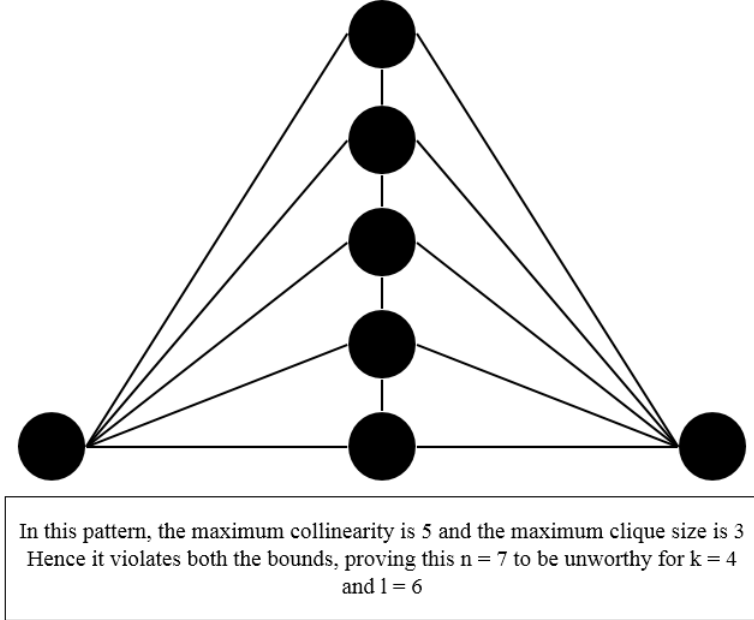 In this pattern, the maximum collinearity is 5 and the maximum clique size is 3
Hence it violates both the bounds, proving this n = 7 to be unworthy for k = 4
and l = 6